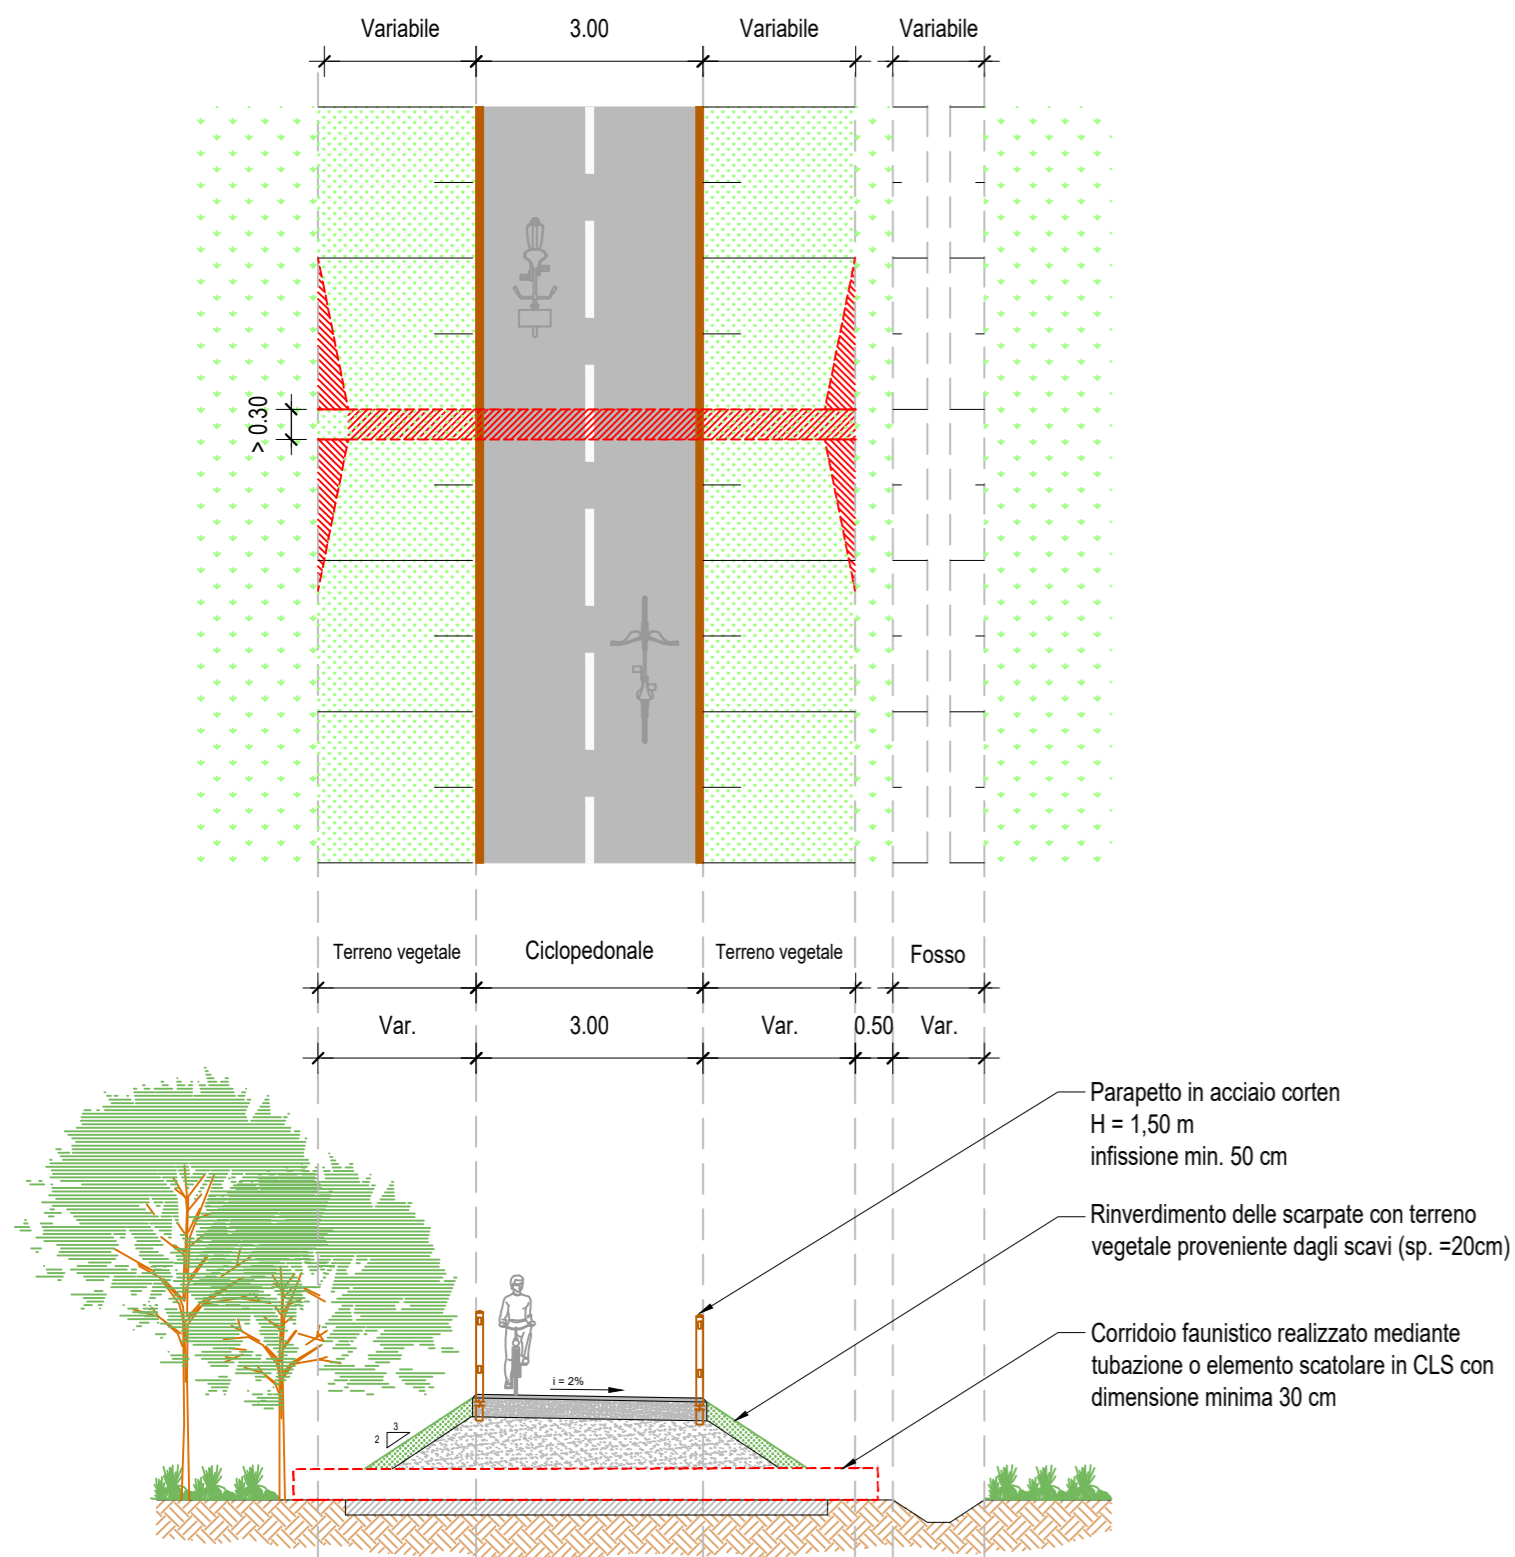 Variabile 3.00 Variabile Variabile
> 0.30
Terreno vegetale Ciclopedonale Terreno vegetale Fosso
Var. 3.00 Var. 0.50 Var.
Parapetto in acciaio corten
H = 1,50 m
infissione min. 50 cm
Rinverdimento delle scarpate con terreno
vegetale proveniente dagli scavi (sp. =20cm)
Corridoio faunistico realizzato mediante
tubazione o elemento scatolare in CLS con
dimensione minima 30 cm
i = 2%
3
2